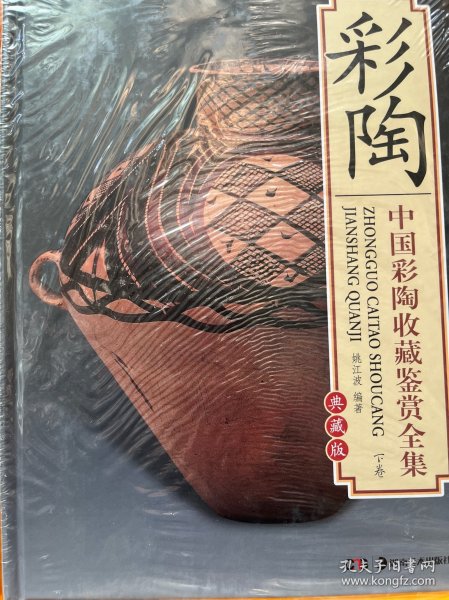 彩陶
中国彩陶收藏鉴赏全集
下卷
ZHONGGUO CAITAO SHOUCANG
JIANSHANG QUANJI
姚江波 编著
典藏版
孔夫子旧书网
www.kongfz.com